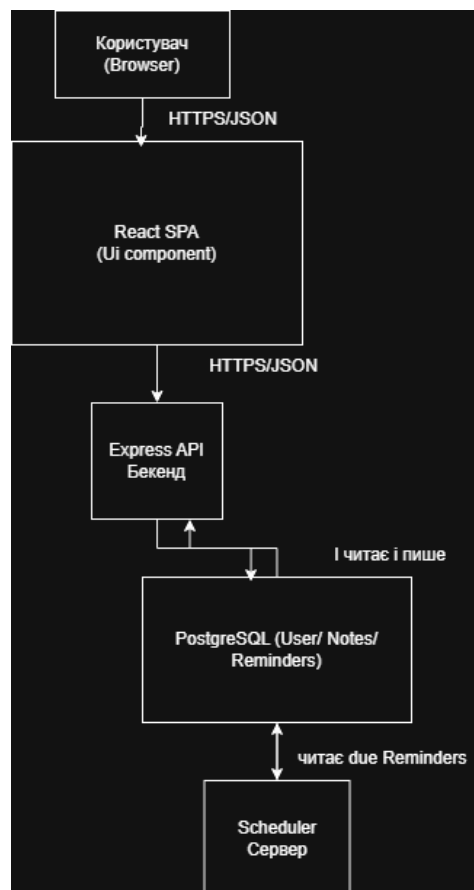 Користувач
(Browser)
HTTPS/JSON
React SPA
(Ui component)
HTTPS/JSON
Express API
Бекенд
І читає і пише
PostgreSQL (User/ Notes/
Reminders)
читає due Reminders
Scheduler
Сервер